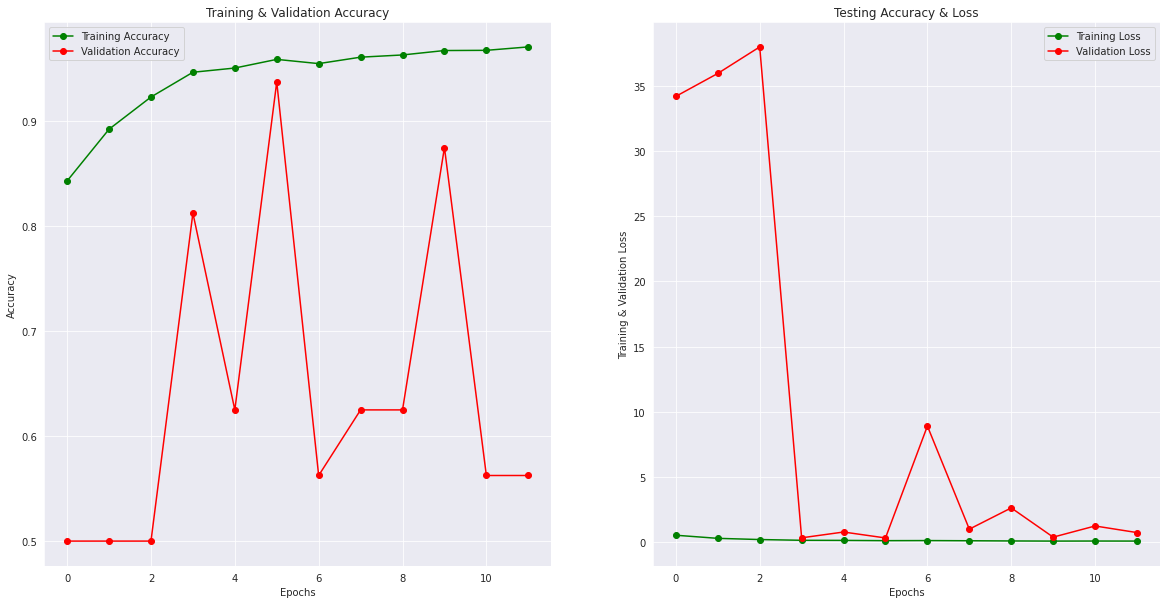 Training & Validation Accuracy
Training Accuracy
Validation Accuracy
0.9
0.8
0.7
0.6
0.5
Accuracy
0 2 4 6 8 10
Epochs
Testing Accuracy & Loss
Training Loss
Validation Loss
35
30
25
20
15
10
5
0
Training & Validation Loss
0 2 4 6 8 10
Epochs